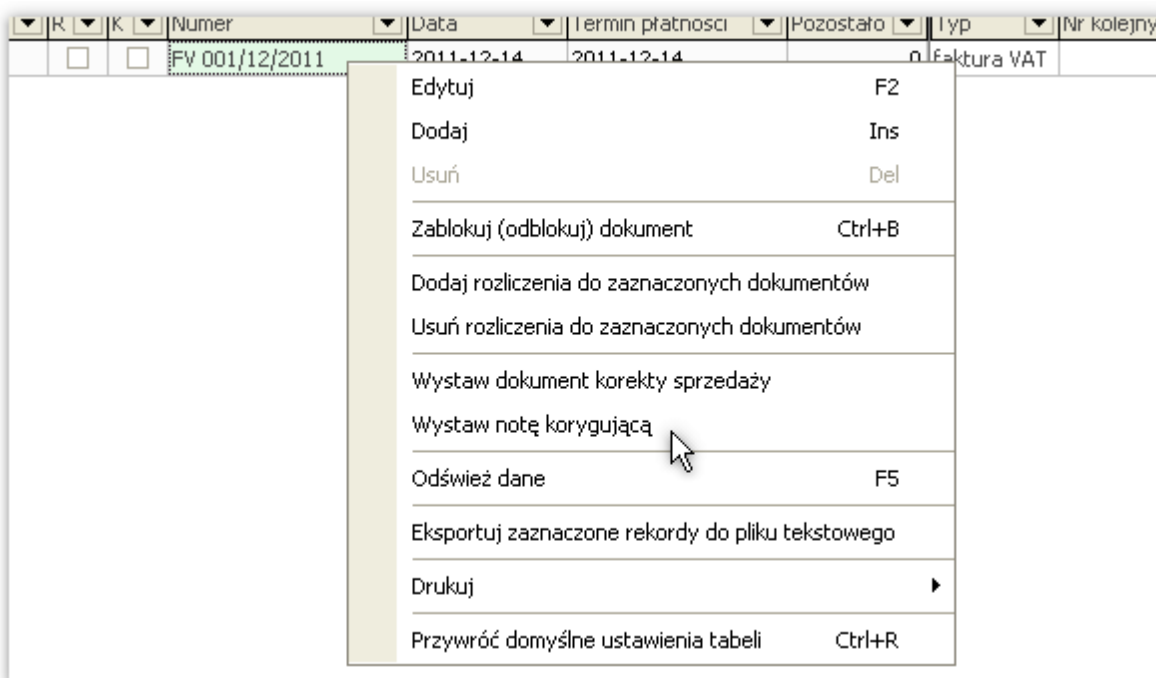 R K Numer Data Termin płatności Pozostało Typ Nr kolejny
FV 001/12/2011 2011-12-14 2011-12-14 0 faktura VAT
Edytuj F2
Dodaj Ins
Usuń Del
Zablokuj (odblokuj) dokument Ctrl+B
Dodaj rozliczenia do zaznaczonych dokumentów
Usuń rozliczenia do zaznaczonych dokumentów
Wystaw dokument korekty sprzedaży
Wystaw notę korygującą
Odśwież dane F5
Eksportuj zaznaczone rekordy do pliku tekstowego
Drukuj
Przywróć domyślne ustawienia tabeli Ctrl+R